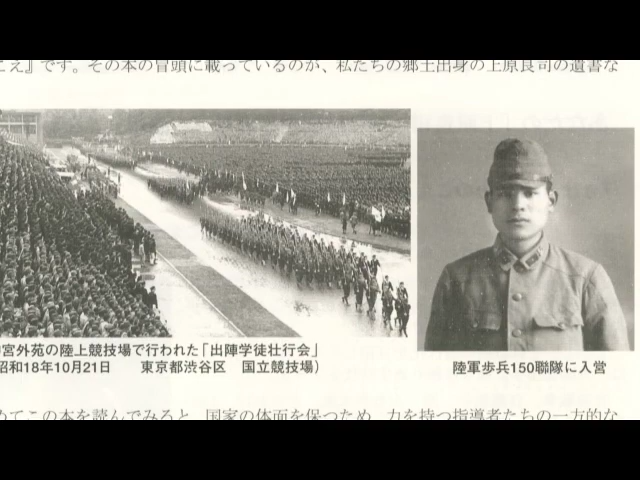 こえ』です。その本の冒頭に載っているのが、私たちの郷土出身の上原良司の遺書な
宮外苑の陸上競技場で行われた「出陣学徒壮行会」
昭和18年10月21日　東京都渋谷区　国立競技場)
陸軍歩兵150聯隊に入営
めてこの本を読んでみると、国家の体面を保つため、力を持つ指導者たちの一方的な